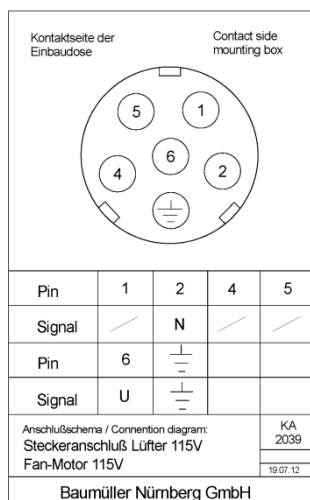 Kontaktseite der
Einbaudose
Contact side
mounting box
5 1
6
4 2
Pin 1 2 4 5
Signal N
Pin 6
Signal U
Anschlußschema / Connention diagram:
Steckeranschluß Lüfter 115V
Fan-Motor 115V
KA
2039
19.07.12
Baumüller Nürnberg GmbH